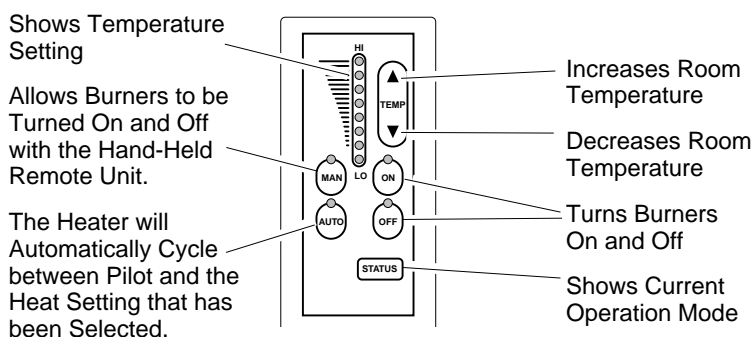 Shows Temperature
Setting
Allows Burners to be
Turned On and Off
with the Hand-Held
Remote Unit.
The Heater will
Automatically Cycle
between Pilot and the
Heat Setting that has
been Selected.
HI
TEMP
LO
MAN
ON
AUTO
OFF
STATUS
Increases Room
Temperature
Decreases Room
Temperature
Turns Burners
On and Off
Shows Current
Operation Mode